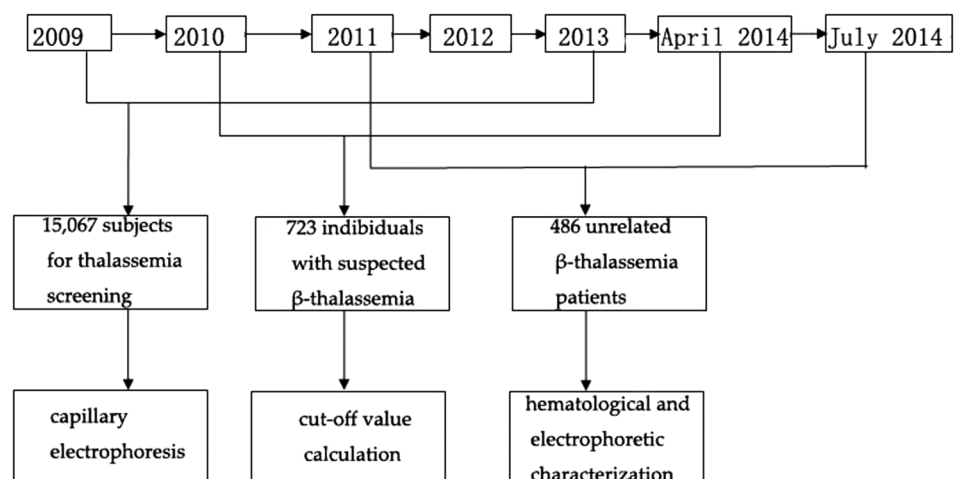 2009
2010
2011
2012
2013
April 2014
July 2014
15,067 subjects
for thalassemia
screening
723 indibiduals
with suspected
β-thalassemia
486 unrelated
β-thalassemia
patients
capillary
electrophoresis
cut-off value
calculation
hematological and
electrophoretic
characterization